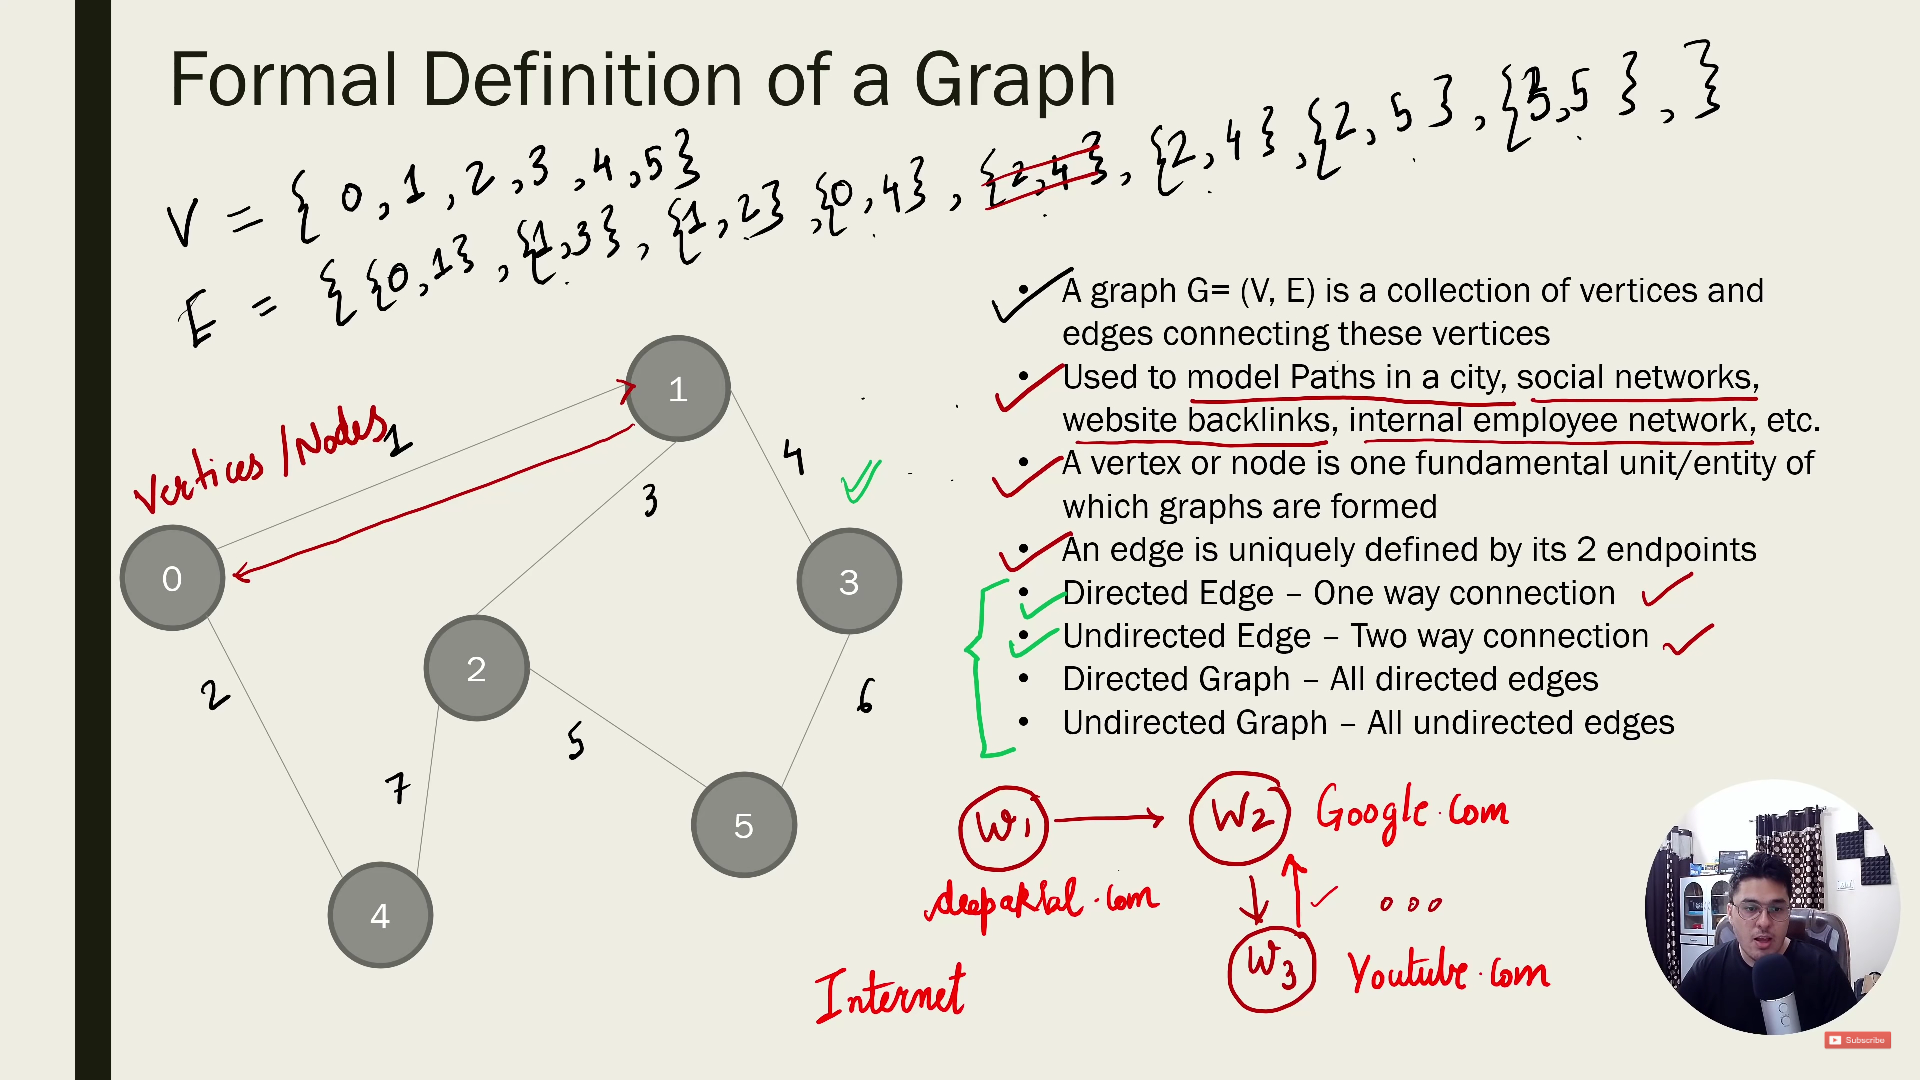 Formal Definition of a Graph
V = { 0, 1, 2, 3, 4, 5}
E = { {0,1}, {1,3}, {1,2}, {0,4}, {2,4}, {2,4}, {2,5}, {3,5}, }
• A graph G= (V, E) is a collection of vertices and
edges connecting these vertices
• Used to model Paths in a city, social networks,
website backlinks, internal employee network, etc.
• A vertex or node is one fundamental unit/entity of
which graphs are formed
• An edge is uniquely defined by its 2 endpoints
• Directed Edge – One way connection
• Undirected Edge – Two way connection
• Directed Graph – All directed edges
• Undirected Graph – All undirected edges
Vertices/Nodes
1
1
4
3
0
3
2
2
6
5
7
5
4
W1
W2
Google.com
W3
Youtube.com
Internet
Subscribe